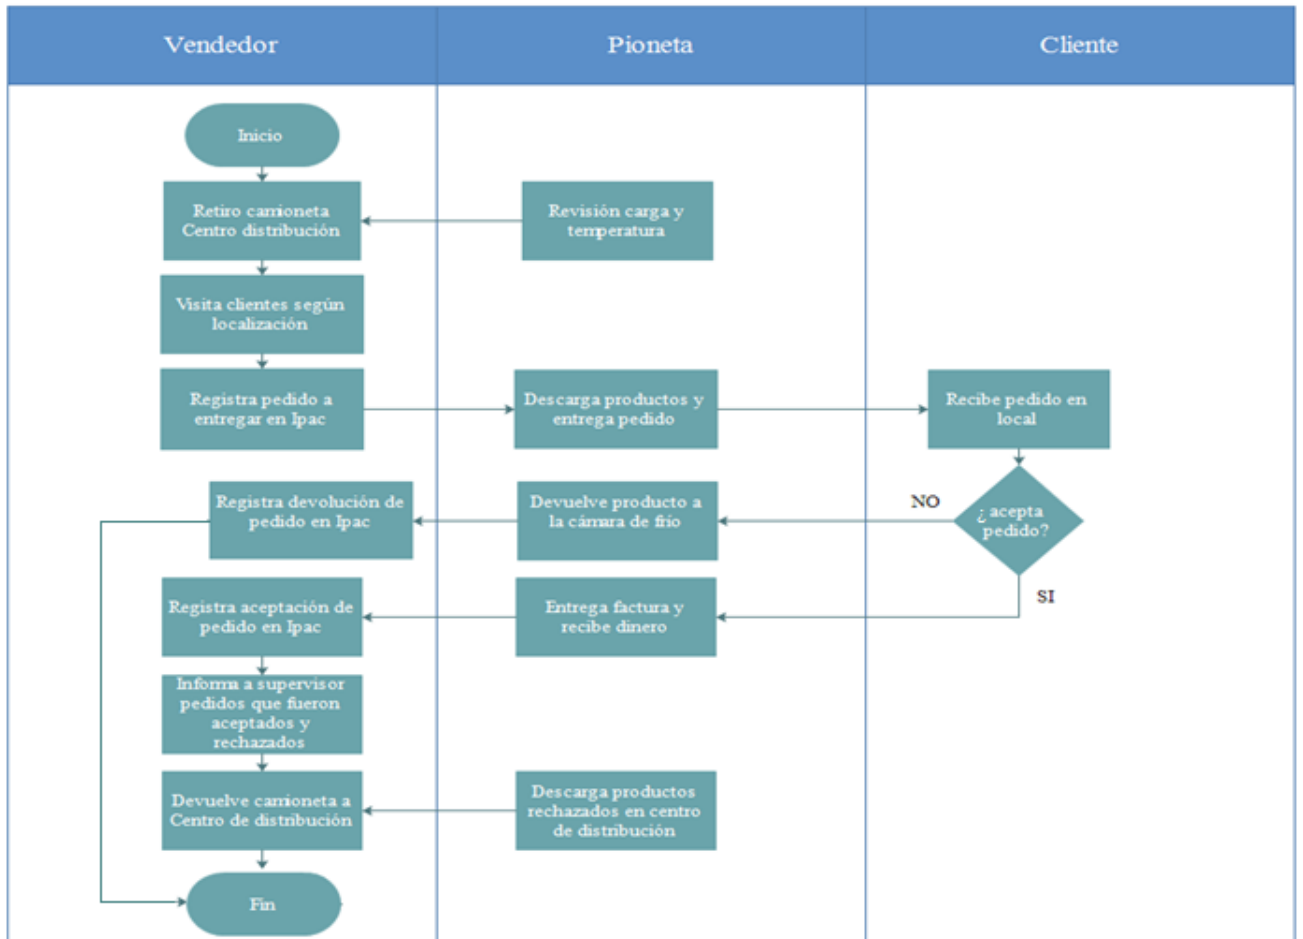 Vendedor
Pioneta
Cliente
Inicio
Retiro camioneta
Centro distribución
Revisión carga y
temperatura
Visita clientes según
localización
Registra pedido a
entregar en Ipac
Descarga productos y
entrega pedido
Recibe pedido en
local
¿ acepta
pedido?
NO
SI
Devuelve producto a
la cámara de frío
Registra devolución de
pedido en Ipac
Entrega factura y
recibe dinero
Registra aceptación de
pedido en Ipac
Informa a supervisor
pedidos que fueron
aceptados y
rechazados
Devuelve camioneta a
Centro de distribución
Descarga productos
rechazados en centro
de distribución
Fin